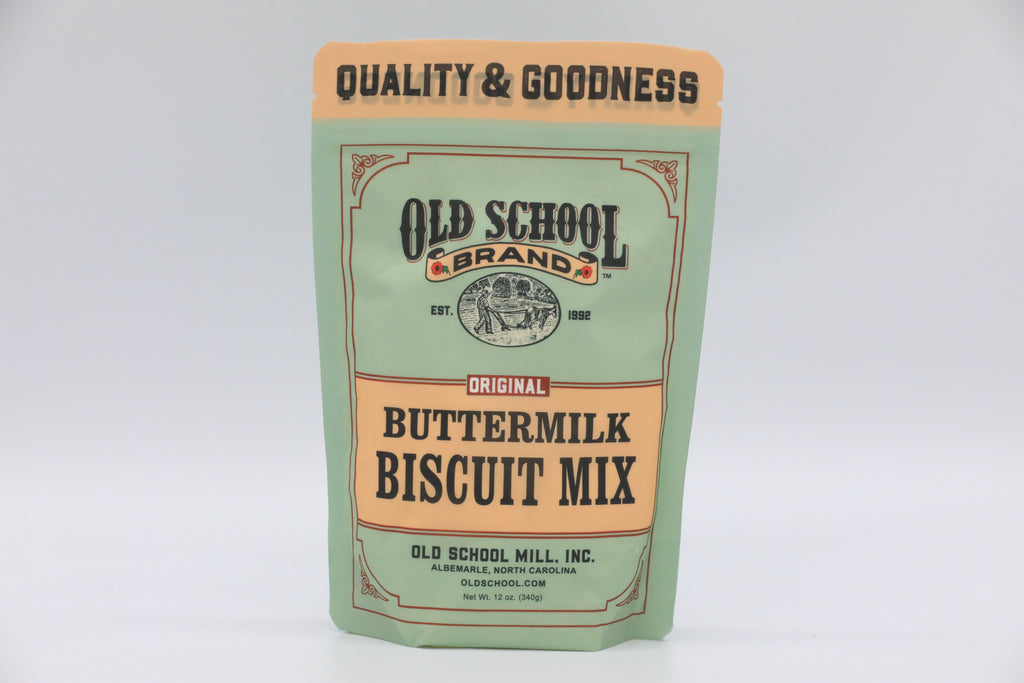 QUALITY & GOODNESS
OLD SCHOOL
BRAND
TM
EST. 1992
ORIGINAL
BUTTERMILK
BISCUIT MIX
OLD SCHOOL MILL, INC.
ALBEMARLE, NORTH CAROLINA
OLDSCHOOL.COM
Net Wt. 12 oz. (340g)